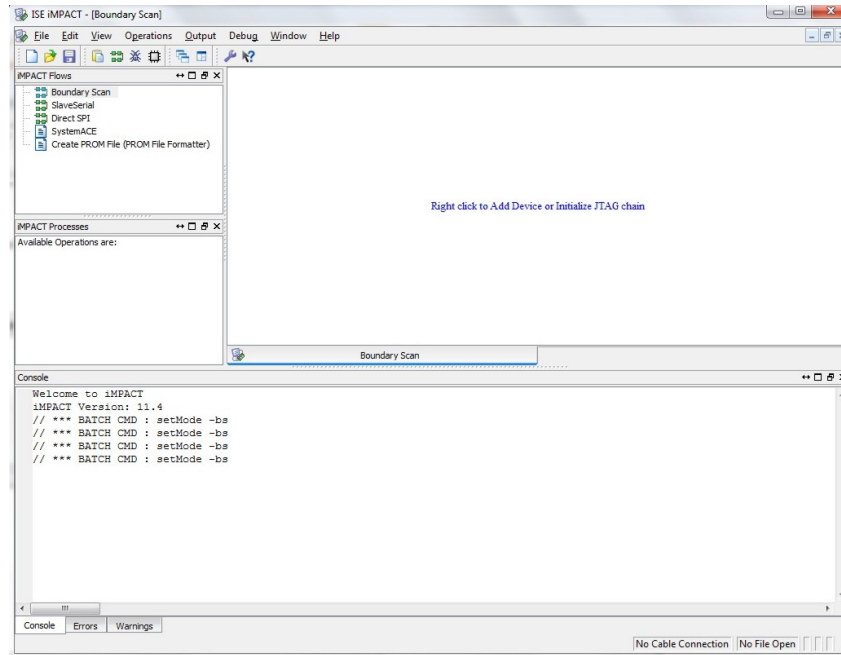 ISE iMPACT - [Boundary Scan]
File Edit View Operations Output Debug Window Help
iMPACT Flows
Boundary Scan
SlaveSerial
Direct SPI
SystemACE
Create PROM File (PROM File Formatter)
Right click to Add Device or Initialize JTAG chain
iMPACT Processes
Available Operations are:
Boundary Scan
Console
Welcome to iMPACT
iMPACT Version: 11.4
// *** BATCH CMD : setMode -bs
// *** BATCH CMD : setMode -bs
// *** BATCH CMD : setMode -bs
// *** BATCH CMD : setMode -bs
Console Errors Warnings
No Cable Connection No File Open